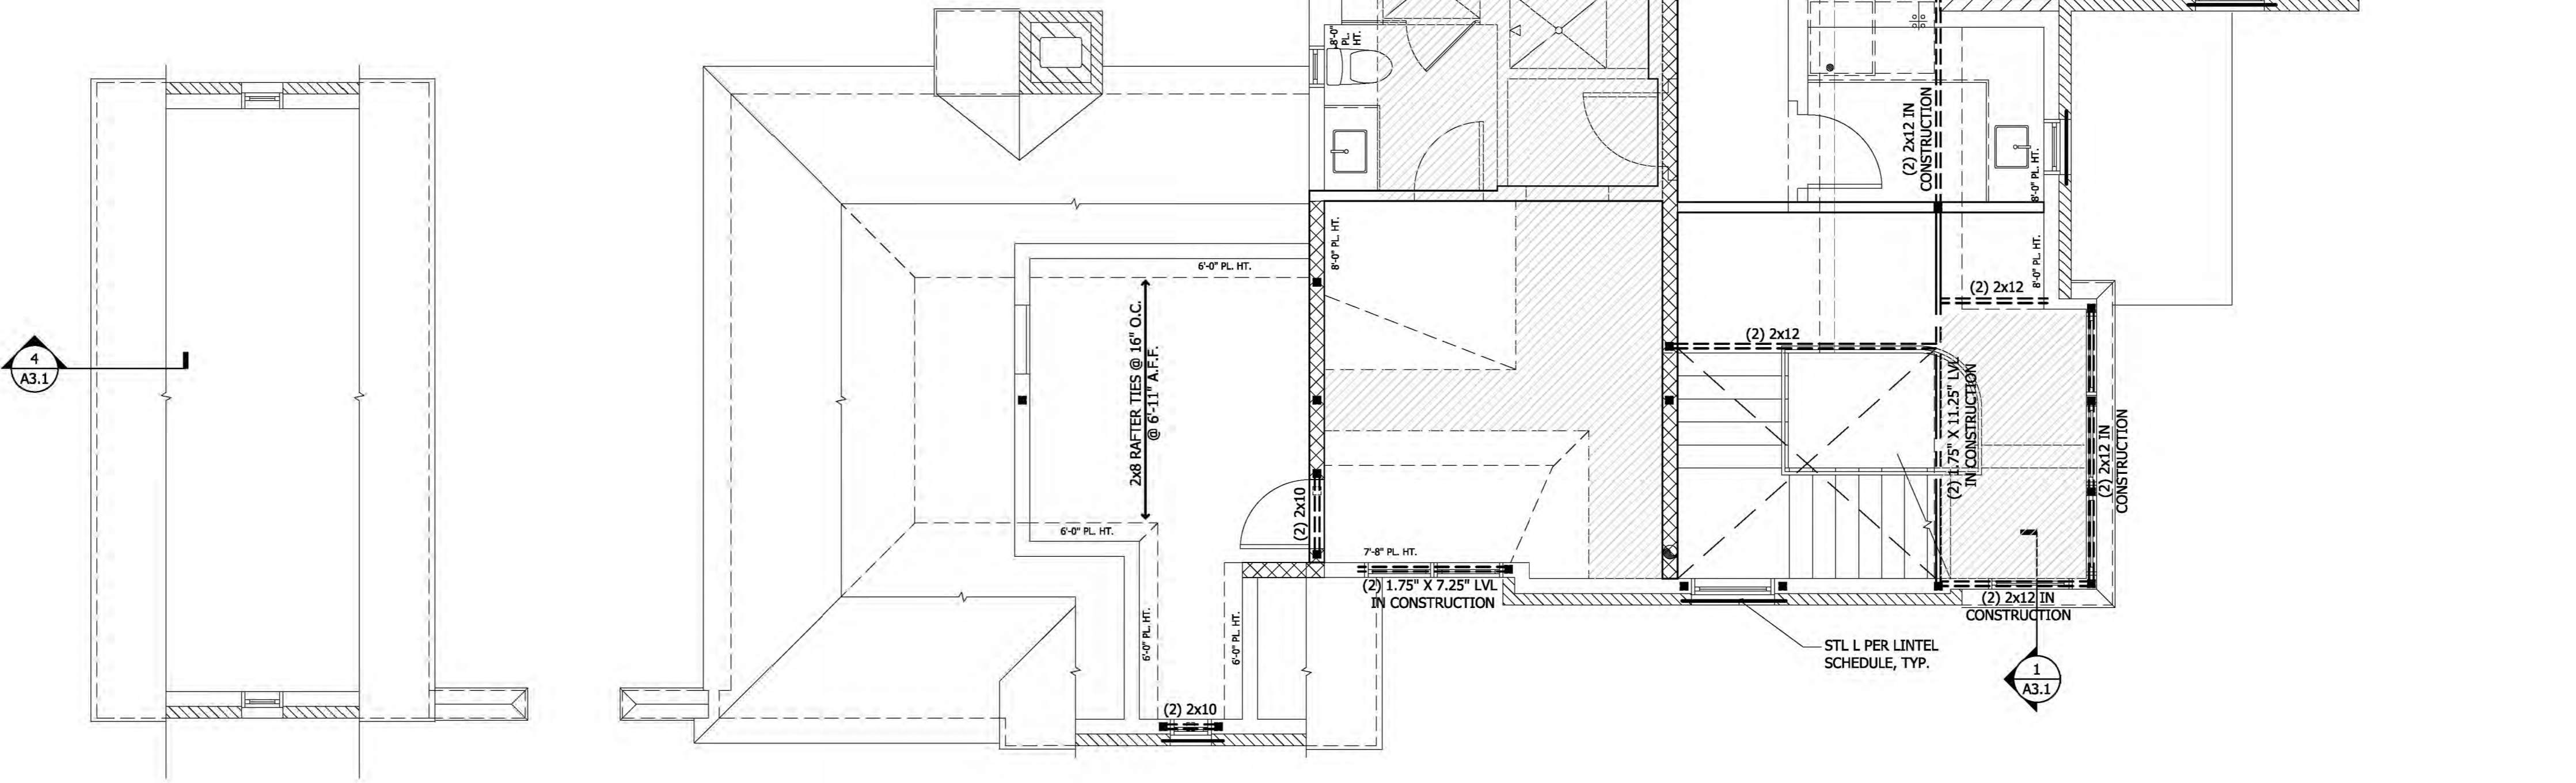 8'-0"
PL.
HT.
(2) 2x12 IN
CONSTRUCTION
8'-0" PL. HT.
8'-0" PL. HT.
6'-0" PL. HT.
8'-0" PL. HT.
(2) 2x12
(2) 2x12
4
A3.1
2x8 RAFTER TIES @ 16" O.C.
@ 6'-11" A.F.F.
(2) 1.75" X 11.25" LVL
IN CONSTRUCTION
(2) 2x12 IN
CONSTRUCTION
(2) 2x10
6'-0" PL. HT.
7'-8" PL. HT.
(2) 1.75" X 7.25" LVL
IN CONSTRUCTION
(2) 2x12 IN
CONSTRUCTION
6'-0" PL. HT.
6'-0" PL. HT.
STL L PER LINTEL
SCHEDULE, TYP.
1
A3.1
(2) 2x10